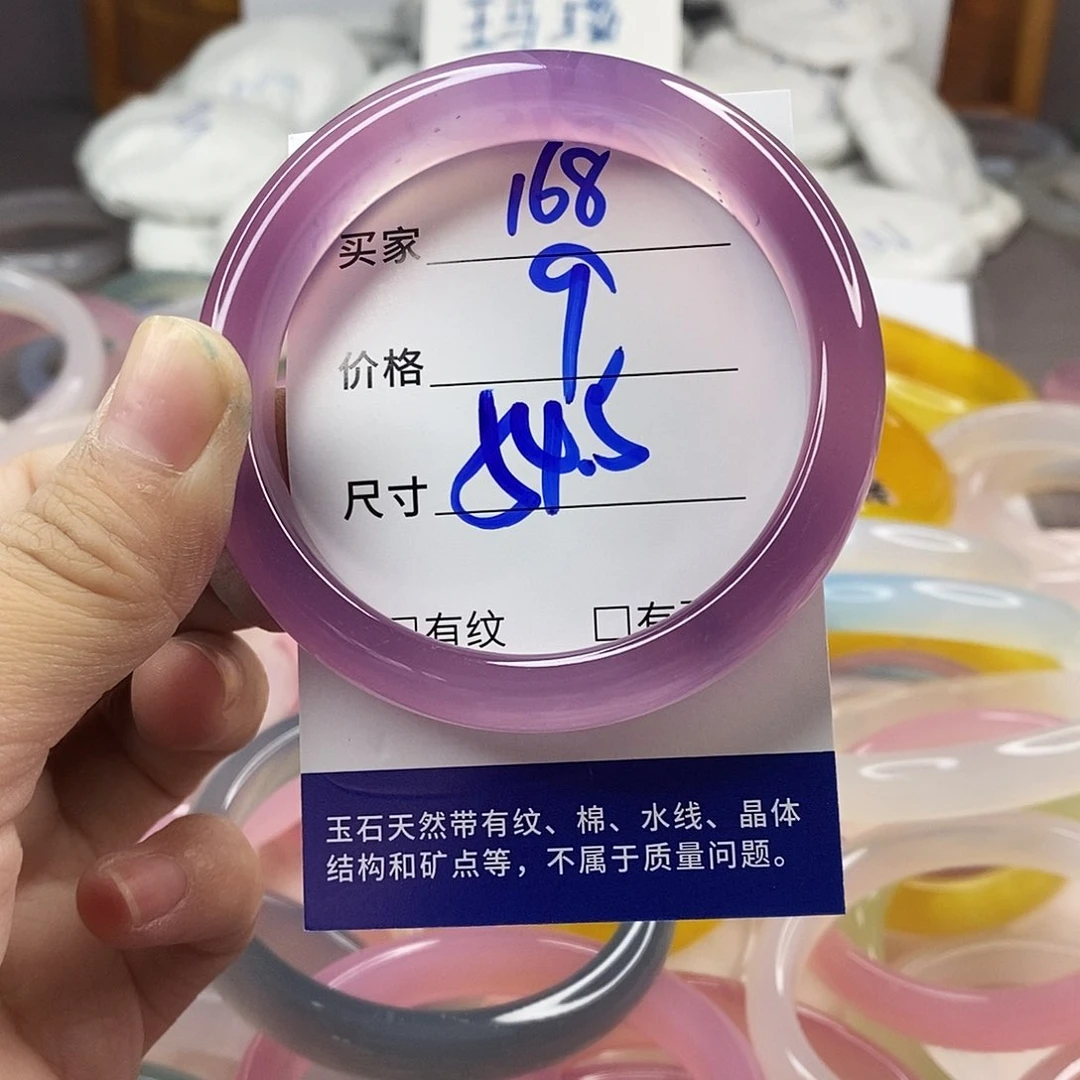 玛瑙
168
买家
9
价格
54.5
尺寸
□有纹 □有
玉石天然带有纹、棉、水线、晶体
结构和矿点等，不属于质量问题。